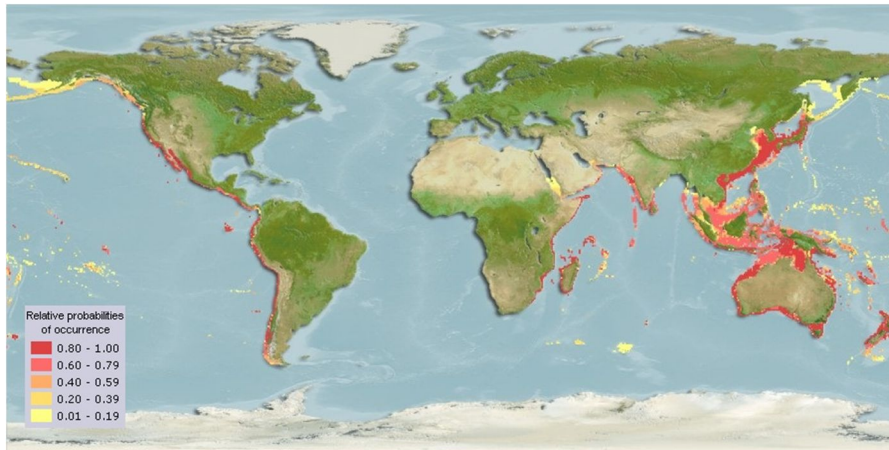 Relative probabilities
of occurrence
0.80 - 1.00
0.60 - 0.79
0.40 - 0.59
0.20 - 0.39
0.01 - 0.19